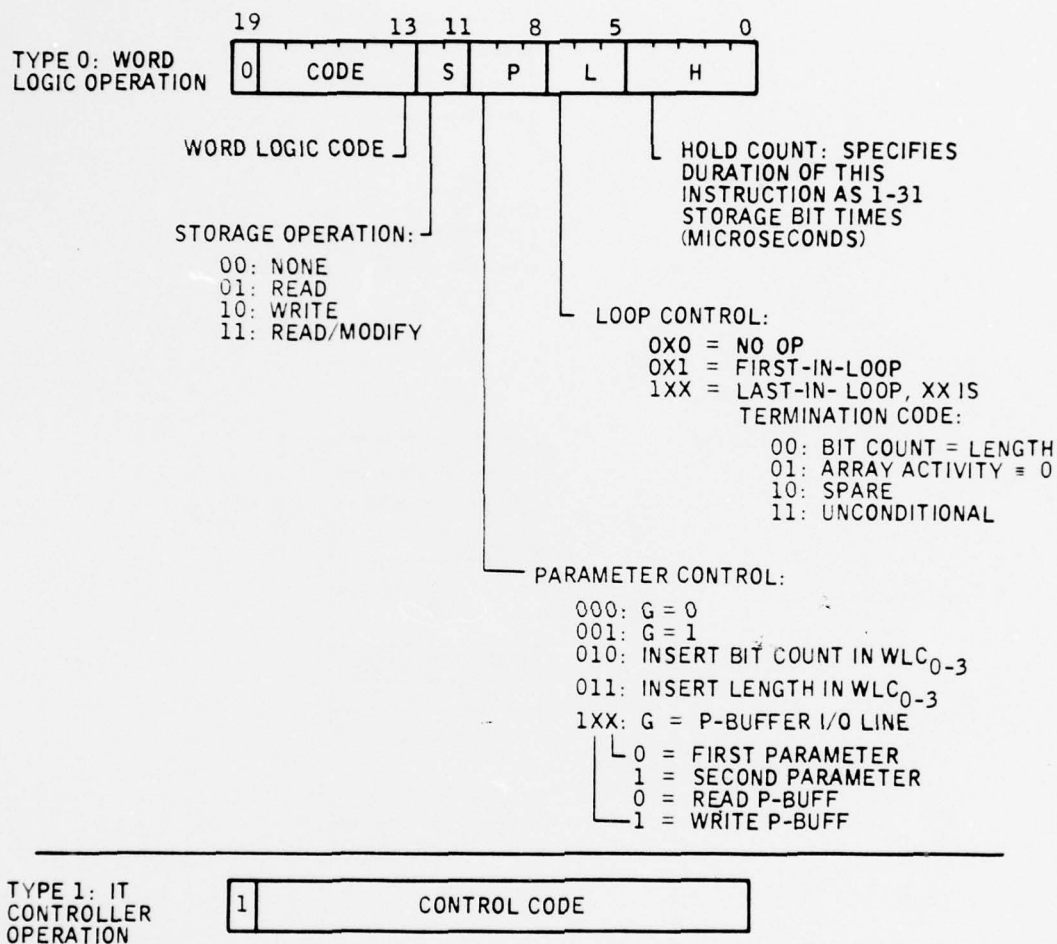 19 13 11 8 5 0
TYPE 0: WORD
LOGIC OPERATION
0 CODE S P L H
WORD LOGIC CODE
HOLD COUNT: SPECIFIES
DURATION OF THIS
INSTRUCTION AS 1-31
STORAGE BIT TIMES
(MICROSECONDS)
STORAGE OPERATION:
00: NONE
01: READ
10: WRITE
11: READ/MODIFY
LOOP CONTROL:
0X0 = NO OP
0X1 = FIRST-IN-LOOP
1XX = LAST-IN- LOOP, XX IS
TERMINATION CODE:
00: BIT COUNT = LENGTH
01: ARRAY ACTIVITY ≡ 0
10: SPARE
11: UNCONDITIONAL
PARAMETER CONTROL:
000: G = 0
001: G = 1
010: INSERT BIT COUNT IN WLC0-3
011: INSERT LENGTH IN WLC0-3
1XX: G = P-BUFFER I/O LINE
0 = FIRST PARAMETER
1 = SECOND PARAMETER
0 = READ P-BUFF
1 = WRITE P-BUFF
TYPE 1: IT
CONTROLLER
OPERATION
1 CONTROL CODE